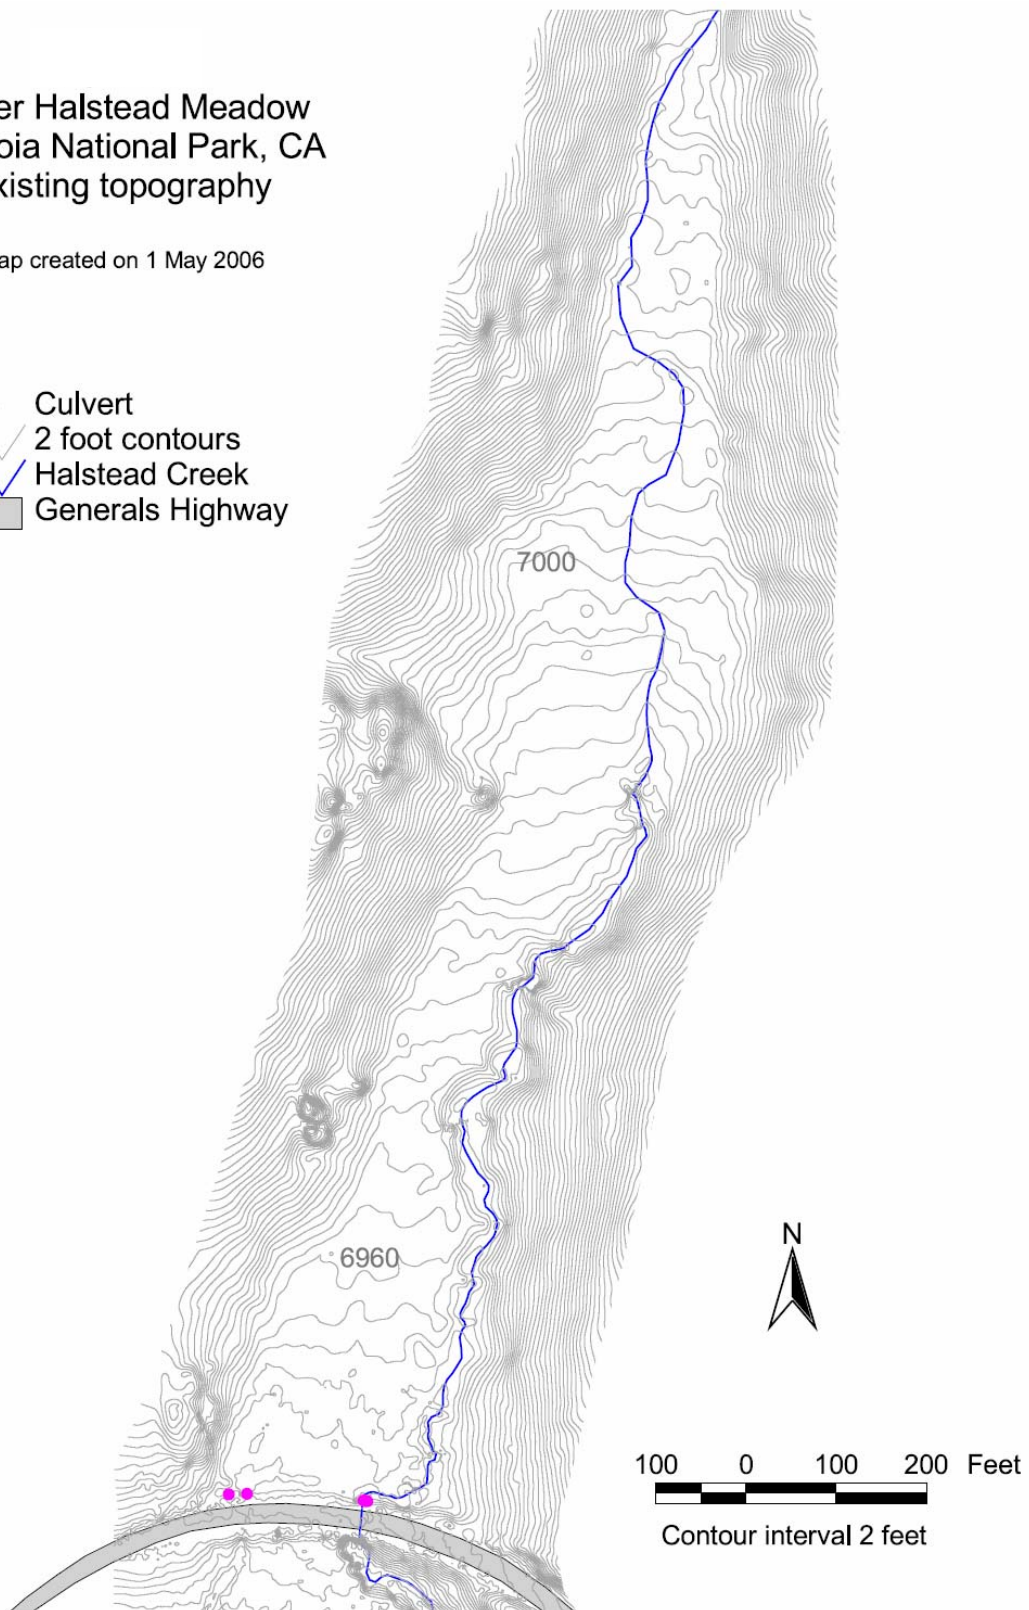 er Halstead Meadow
oia National Park, CA
xisting topography
ap created on 1 May 2006
Culvert
2 foot contours
Halstead Creek
Generals Highway
7000
6960
N
100 0 100 200 Feet
Contour interval 2 feet